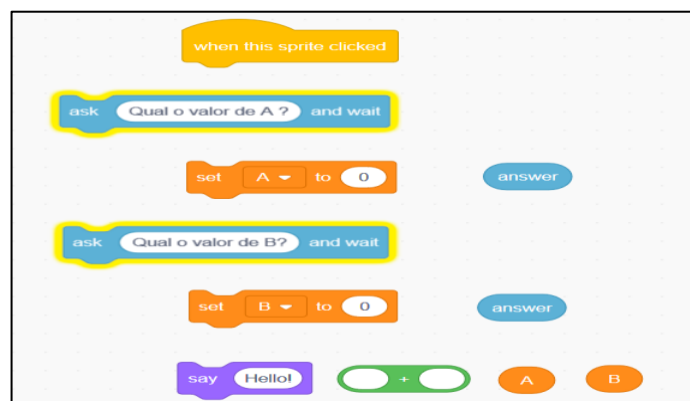 when this sprite clicked
ask Qual o valor de A ? and wait
set A to 0 answer
ask Qual o valor de B? and wait
set B to 0 answer
say Hello! + A B